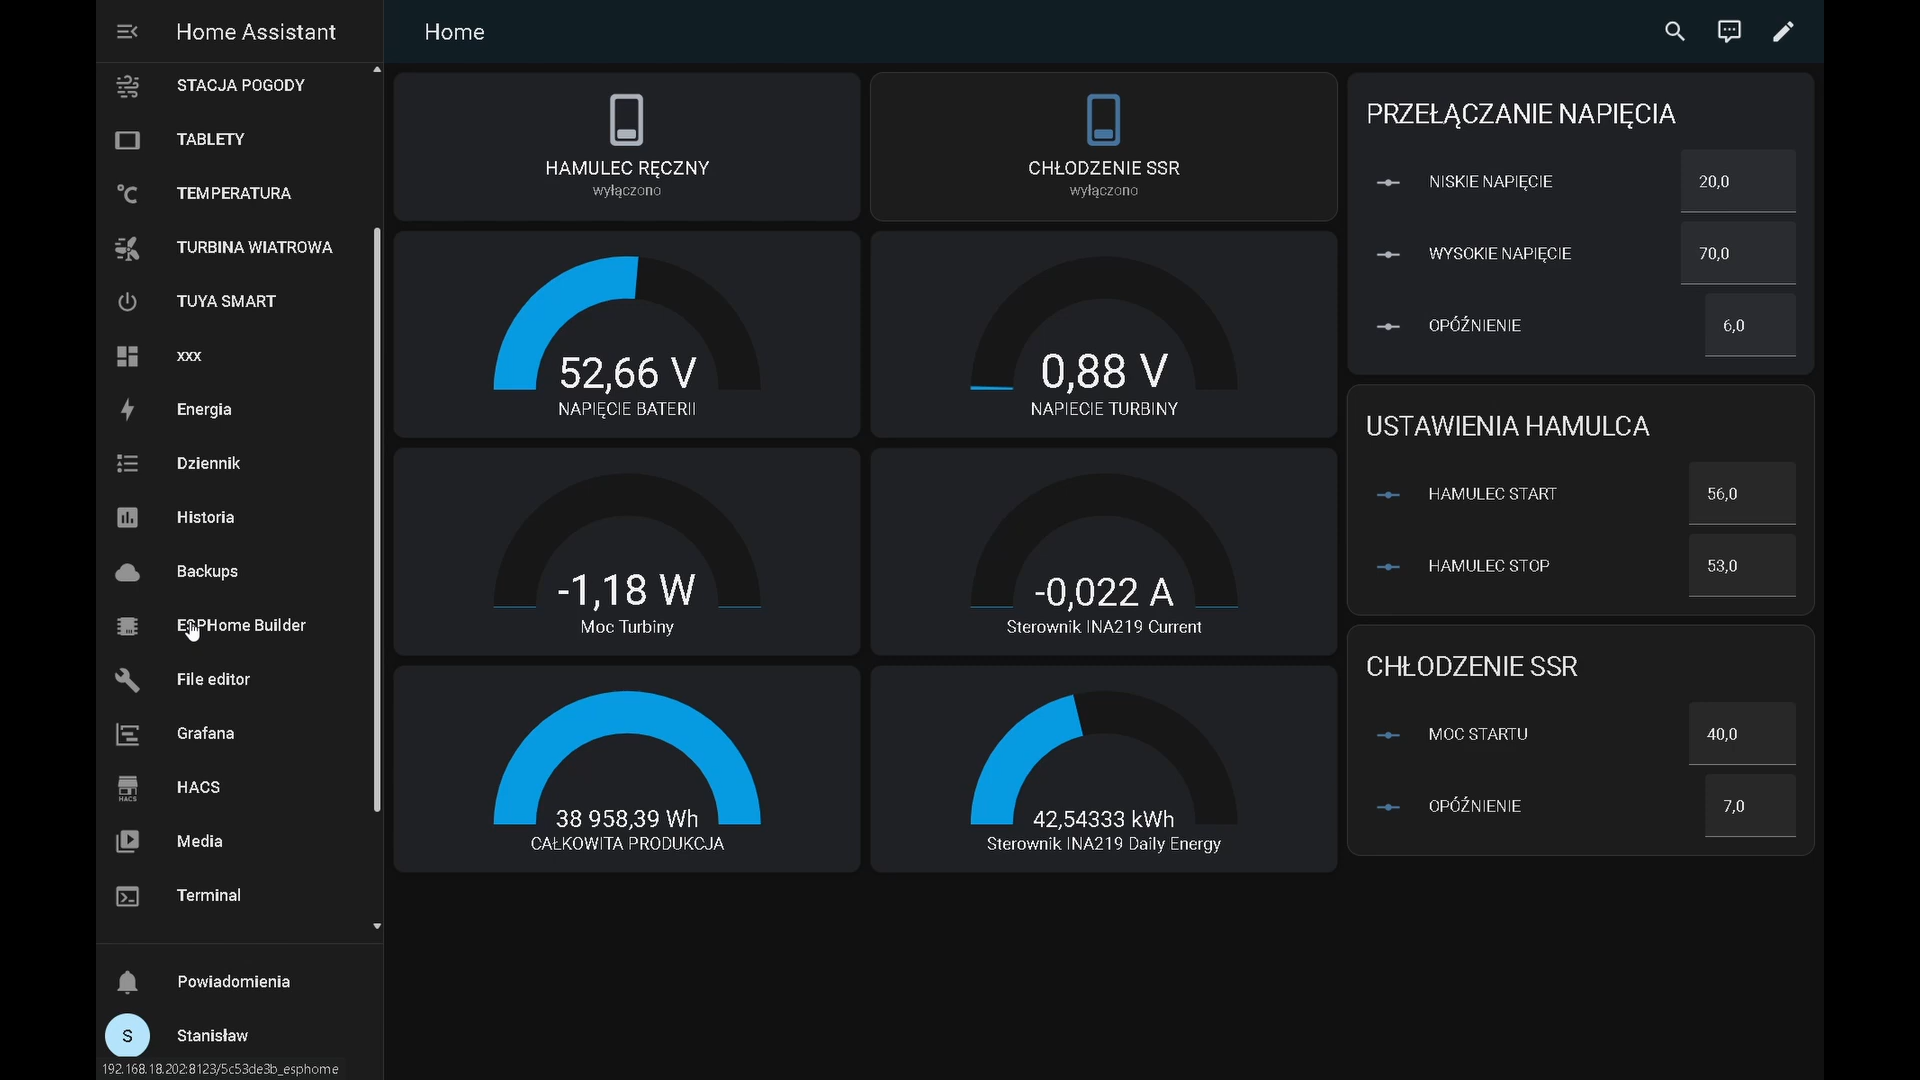 Home Assistant
STACJA POGODY
TABLETY
TEMPERATURA
TURBINA WIATROWA
TUYA SMART
xxx
Energia
Dziennik
Historia
Backups
ESPHome Builder
File editor
Grafana
HACS
HACS
Media
Terminal
Powiadomienia
S
Stanisław
192.168.18.202:8123/5c53de3b_esphome
Home
HAMULEC RĘCZNY
wyłączono
CHŁODZENIE SSR
wyłączono
52,66 V
NAPIĘCIE BATERII
0,88 V
NAPIECIE TURBINY
-1,18 W
Moc Turbiny
-0,022 A
Sterownik INA219 Current
38 958,39 Wh
CAŁKOWITA PRODUKCJA
42,54333 kWh
Sterownik INA219 Daily Energy
PRZEŁĄCZANIE NAPIĘCIA
NISKIE NAPIĘCIE 20,0
WYSOKIE NAPIĘCIE 70,0
OPÓŹNIENIE 6,0
USTAWIENIA HAMULCA
HAMULEC START 56,0
HAMULEC STOP 53,0
CHŁODZENIE SSR
MOC STARTU 40,0
OPÓŹNIENIE 7,0